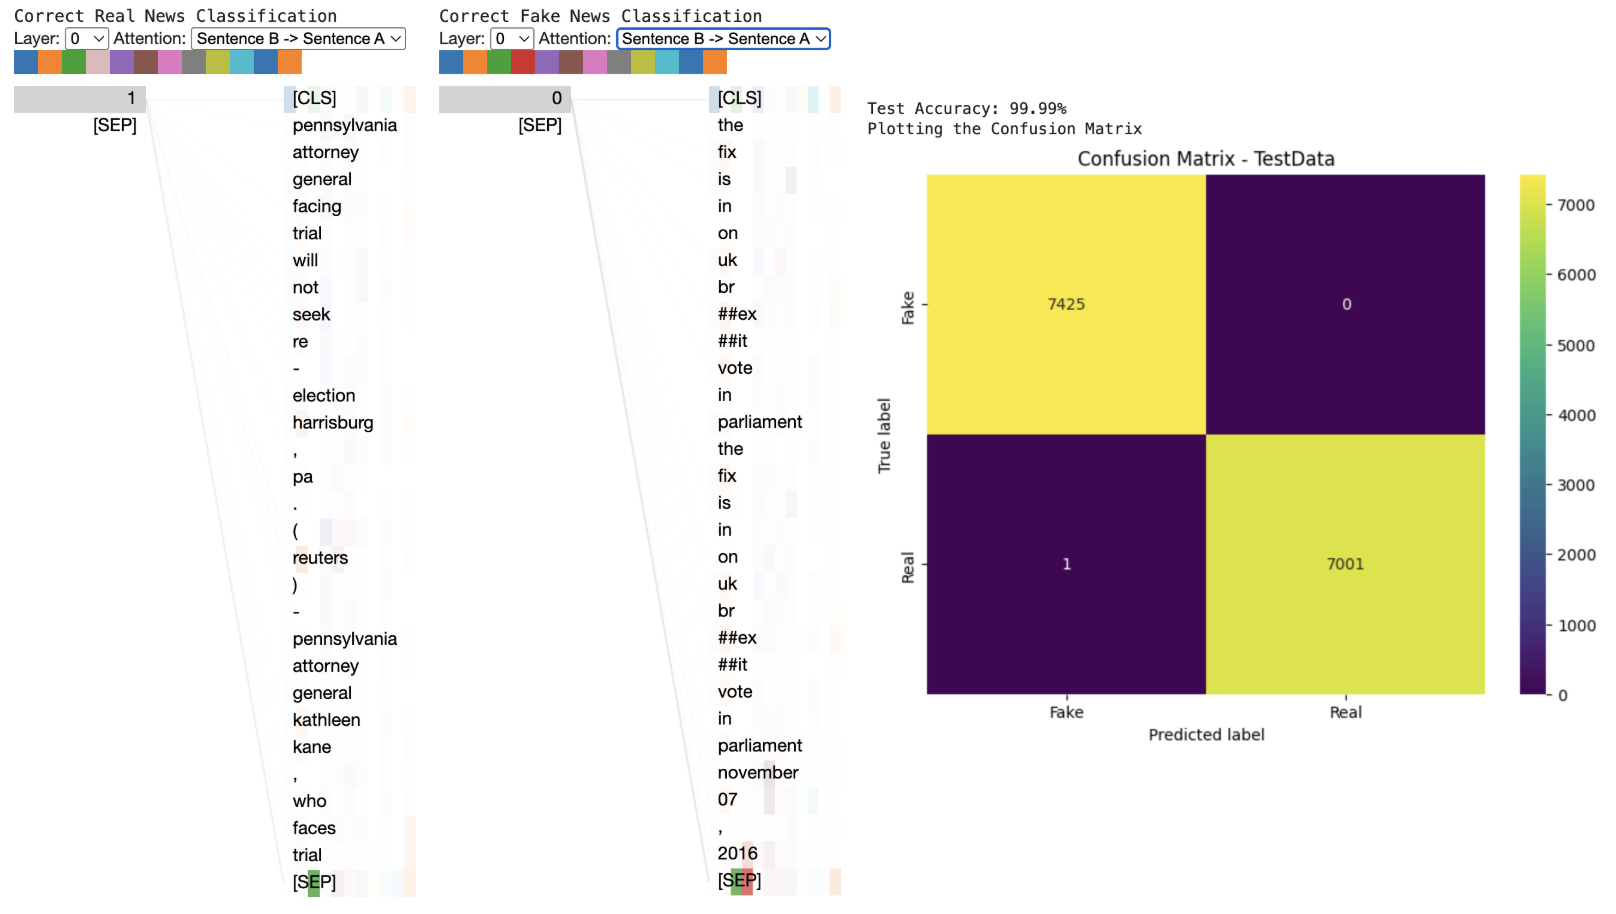 Correct Real News Classification
Layer: 0 Attention: Sentence B -> Sentence A
1
[SEP]
[CLS]
pennsylvania
attorney
general
facing
trial
will
not
seek
re
-
election
harrisburg
,
pa
.
(
reuters
)
-
pennsylvania
attorney
general
kathleen
kane
,
who
faces
trial
[SEP]
Correct Fake News Classification
Layer: 0 Attention: Sentence B -> Sentence A
0
[SEP]
[CLS]
the
fix
is
in
on
uk
br
##ex
##it
vote
in
parliament
the
fix
is
in
on
uk
br
##ex
##it
vote
in
parliament
november
07
,
2016
[SEP]
Test Accuracy: 99.99%
Plotting the Confusion Matrix
Confusion Matrix - TestData
True label
Fake
7425 0
Real
1 7001
Fake Real
Predicted label
7000
6000
5000
4000
3000
2000
1000
0